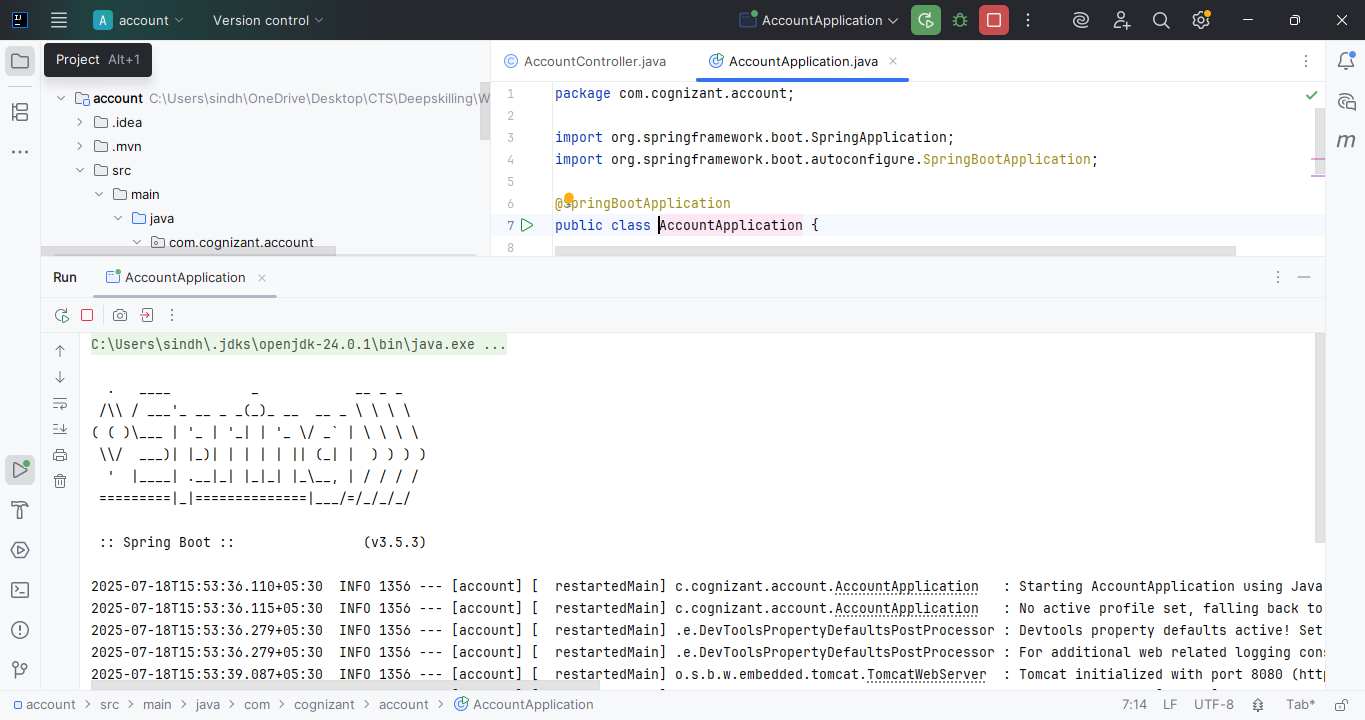 A account Version control AccountApplication
Project Alt+1
account C:\Users\sindh\OneDrive\Desktop\CTS\Deepskilling\W
.idea
.mvn
src
main
java
com.cognizant.account
AccountController.java AccountApplication.java
1 package com.cognizant.account;
2
3 import org.springframework.boot.SpringApplication;
4 import org.springframework.boot.autoconfigure.SpringBootApplication;
5
6 @SpringBootApplication
7 public class AccountApplication {
8
m
Run AccountApplication
C:\Users\sindh\.jdks\openjdk-24.0.1\bin\java.exe ...
  .   ____          _            __ _ _
 /\\ / ___'_ __ _ _(_)_ __  __ _ \ \ \ \
( ( )\___ | '_ | '_| | '_ \/ _` | \ \ \ \
 \\/  ___)| |_)| | | | | || (_| |  ) ) ) )
  '  |____| .__|_| |_|_| |_\__, | / / / /
 =========|_|==============|___/=/_/_/_/
 :: Spring Boot ::                (v3.5.3)
2025-07-18T15:53:36.110+05:30  INFO 1356 --- [account] [  restartedMain] c.cognizant.account.AccountApplication   : Starting AccountApplication using Java
2025-07-18T15:53:36.115+05:30  INFO 1356 --- [account] [  restartedMain] c.cognizant.account.AccountApplication   : No active profile set, falling back to
2025-07-18T15:53:36.279+05:30  INFO 1356 --- [account] [  restartedMain] .e.DevToolsPropertyDefaultsPostProcessor : Devtools property defaults active! Set
2025-07-18T15:53:36.279+05:30  INFO 1356 --- [account] [  restartedMain] .e.DevToolsPropertyDefaultsPostProcessor : For additional web related logging cons
2025-07-18T15:53:39.087+05:30  INFO 1356 --- [account] [  restartedMain] o.s.b.w.embedded.tomcat.TomcatWebServer  : Tomcat initialized with port 8080 (http
account > src > main > java > com > cognizant > account > AccountApplication 7:14 LF UTF-8 Tab*